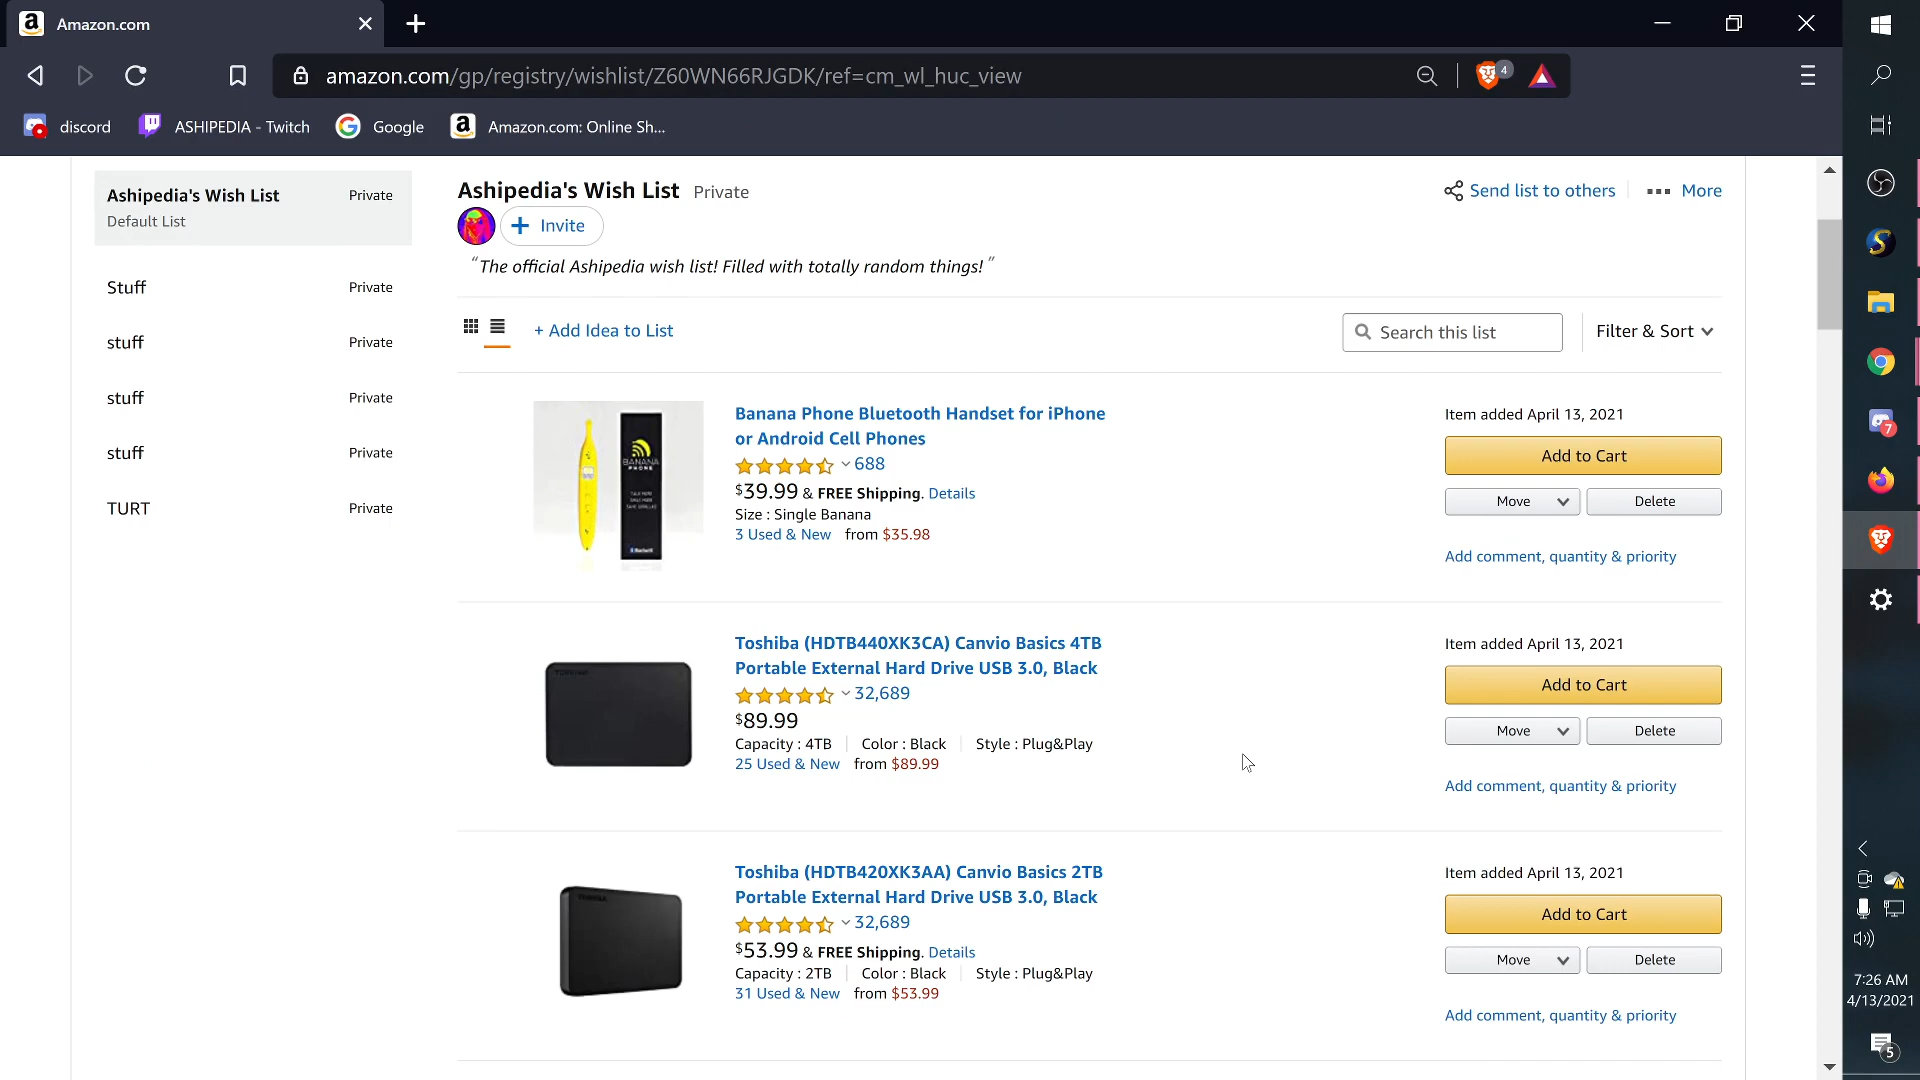 Amazon.com
amazon.com/gp/registry/wishlist/Z60WN66RJGDK/ref=cm_wl_huc_view
4
discord
ASHIPEDIA - Twitch
Google
Amazon.com: Online Sh...
Ashipedia's Wish List Private
Default List
Stuff Private
stuff Private
stuff Private
stuff Private
TURT Private
Ashipedia's Wish List Private
Send list to others
More
+ Invite
“The official Ashipedia wish list! Filled with totally random things!”
+ Add Idea to List
Search this list
Filter & Sort
BANANA
PHONE
Banana Phone Bluetooth Handset for iPhone
or Android Cell Phones
688
$39.99 & FREE Shipping. Details
Size : Single Banana
3 Used & New from $35.98
Item added April 13, 2021
Add to Cart
Move
Delete
Add comment, quantity & priority
TOSHIBA
Toshiba (HDTB440XK3CA) Canvio Basics 4TB
Portable External Hard Drive USB 3.0, Black
32,689
$89.99
Capacity : 4TB Color : Black Style : Plug&Play
25 Used & New from $89.99
Item added April 13, 2021
Add to Cart
Move
Delete
Add comment, quantity & priority
TOSHIBA
Toshiba (HDTB420XK3AA) Canvio Basics 2TB
Portable External Hard Drive USB 3.0, Black
32,689
$53.99 & FREE Shipping. Details
Capacity : 2TB Color : Black Style : Plug&Play
31 Used & New from $53.99
Item added April 13, 2021
Add to Cart
Move
Delete
Add comment, quantity & priority
7
7:26 AM
4/13/2021
5